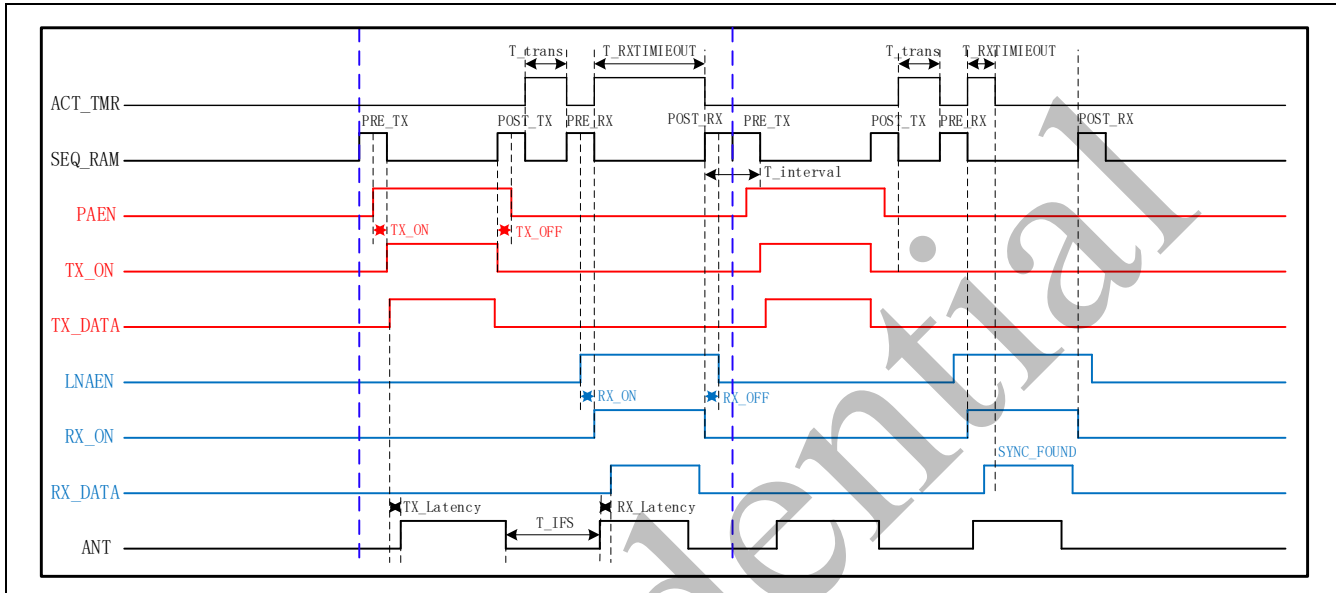 T_trans T_RXTIMIEOUT T_trans T_RXTIMIEOUT
ACT_TMR
PRE_TX POST_TX PRE_RX POST_RX PRE_TX POST_TX PRE_RX POST_RX
SEQ_RAM
T_interval
PAEN
TX_ON TX_OFF
TX_ON
TX_DATA
LNAEN
RX_ON RX_OFF
RX_ON
SYNC_FOUND
RX_DATA
TX_Latency RX_Latency
T_IFS
ANT
dential